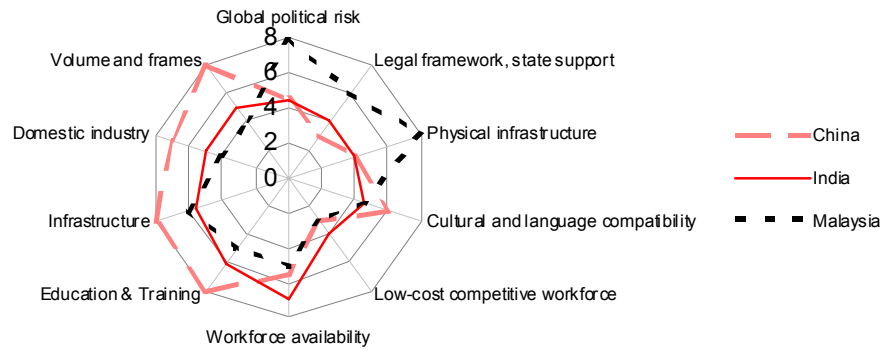 Global political risk
8
Volume and frames
Legal framework, state support
6
4
Domestic industry
Physical infrastructure
China
2
0
India
Infrastructure
Cultural and language compatibility
Malaysia
Education & Training
Low-cost competitive workforce
Workforce availability